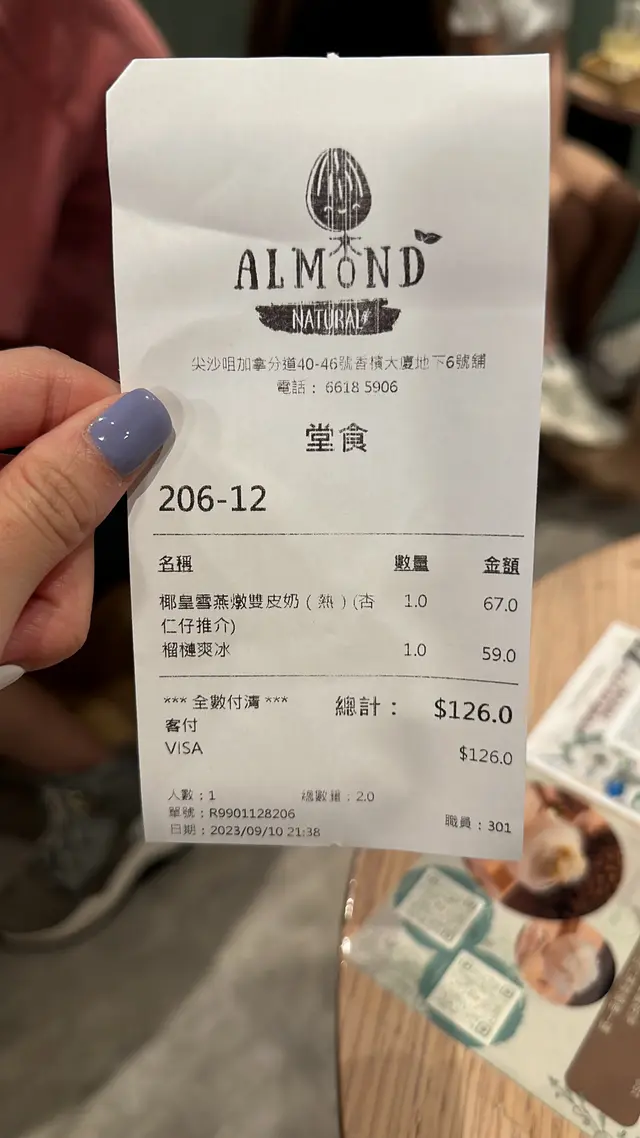 ALMOND
NATURAL
尖沙咀加拿分道40-46號香檳大廈地下6號舖
電話： 6618 5906
堂食
206-12
名稱 數量 金額
椰皇雪燕燉雙皮奶（熱）(杏 1.0 67.0
仁仔推介)
榴槤爽冰 1.0 59.0
*** 全數付清 *** 總計： $126.0
客付
VISA $126.0
人數：1 總數量：2.0
單號：R9901128206 職員：301
日期：2023/09/10 21:38